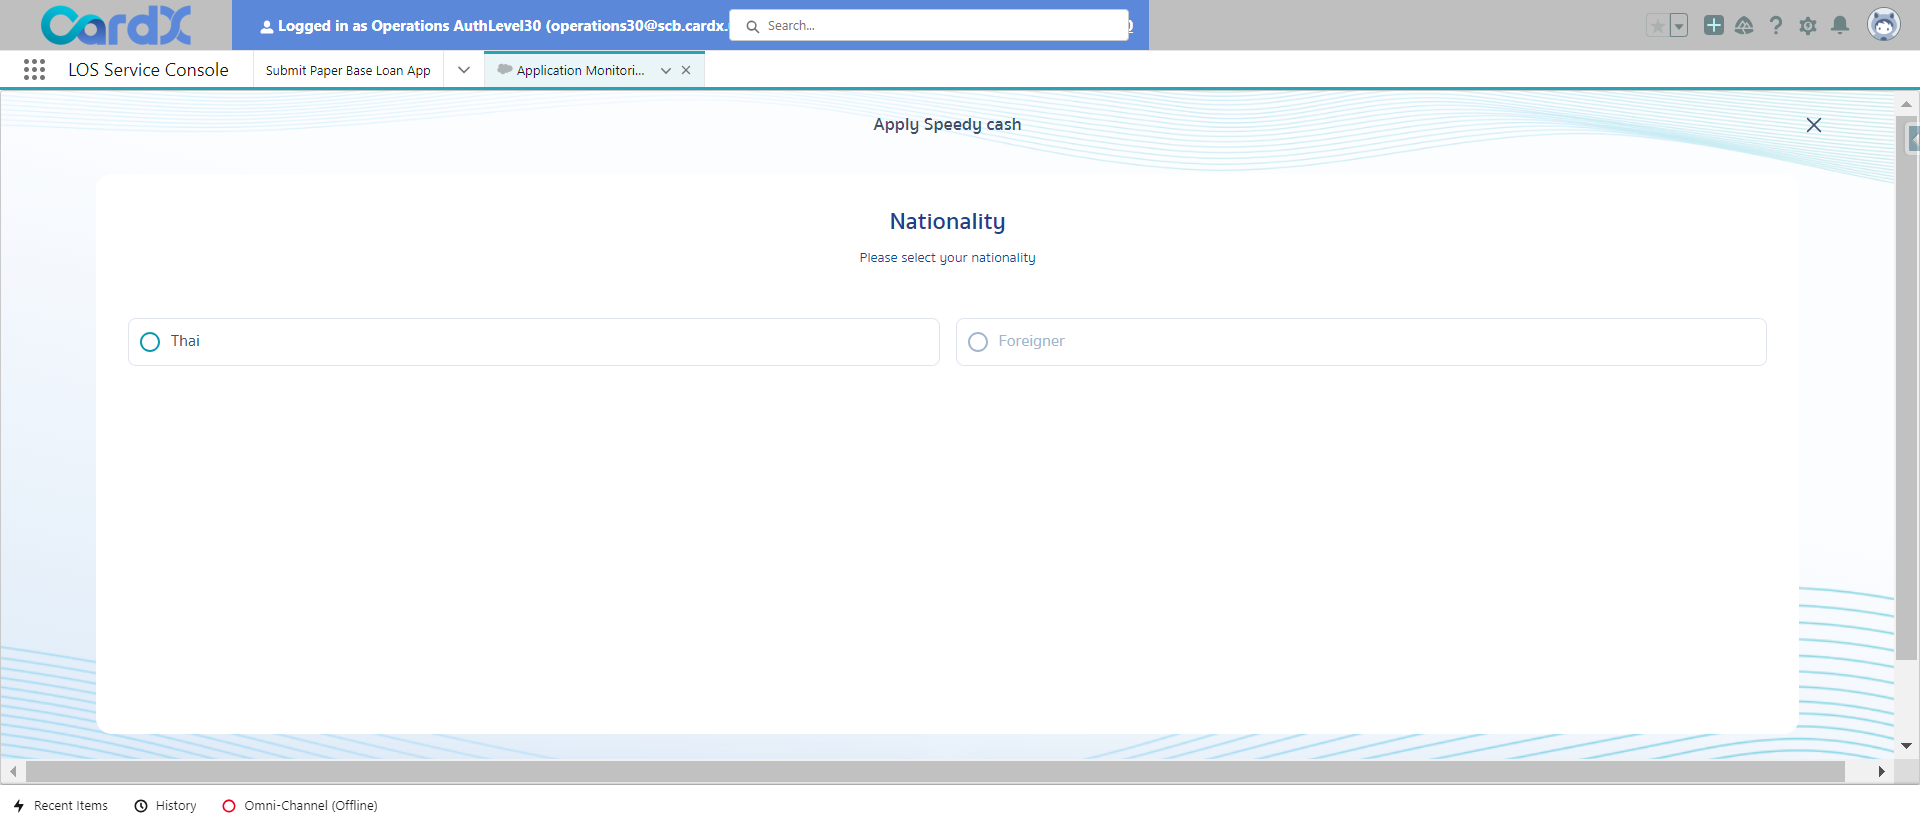 CardX
Logged in as Operations AuthLevel30 (operations30@scb.cardx.
Search...
LOS Service Console
Submit Paper Base Loan App
Application Monitori...
Apply Speedy cash
Nationality
Please select your nationality
Thai
Foreigner
Recent Items
History
Omni-Channel (Offline)